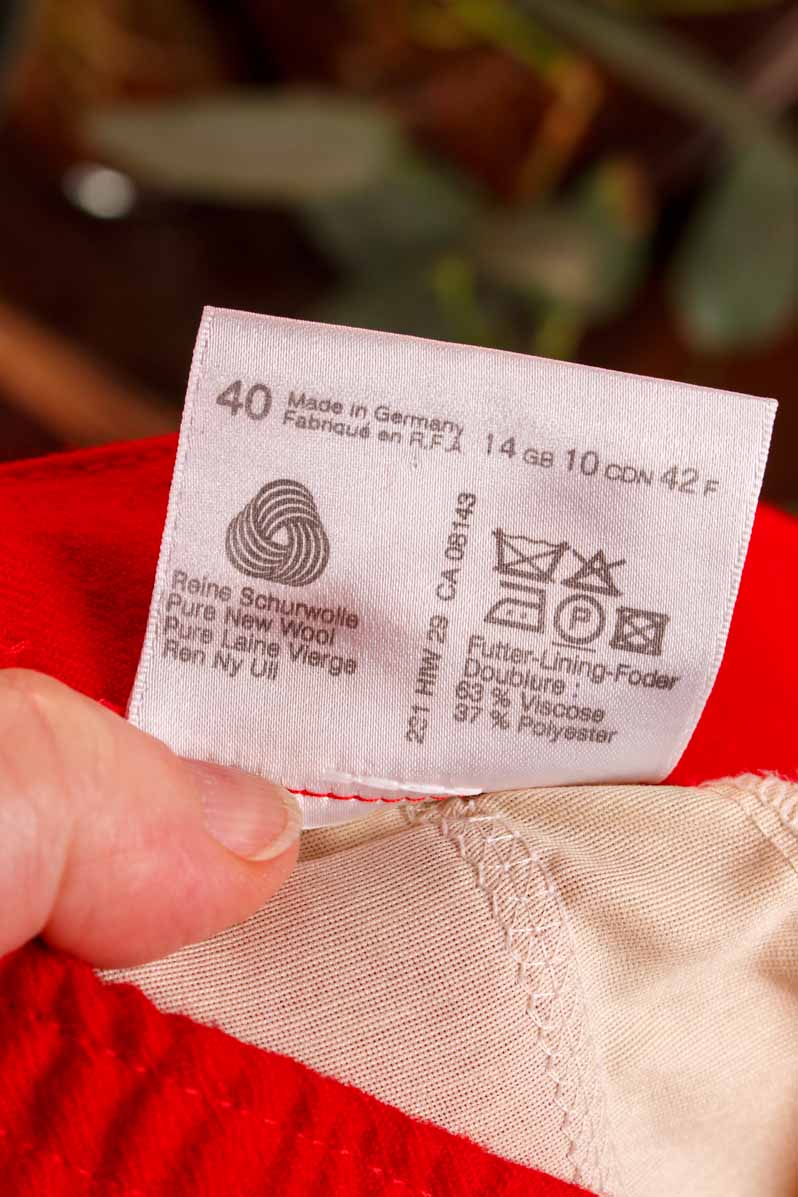 40 Made in Germany
Fabriqué en R.F.A. 14 GB 10 CDN 42 F
Reine Schurwolle
Pure New Wool
Pure Laine Vierge
Ren Ny Ull
231 HIW 29 CA 08143
P
Futter-Lining-Foder
Doublure :
63 % Viscose
37 % Polyester